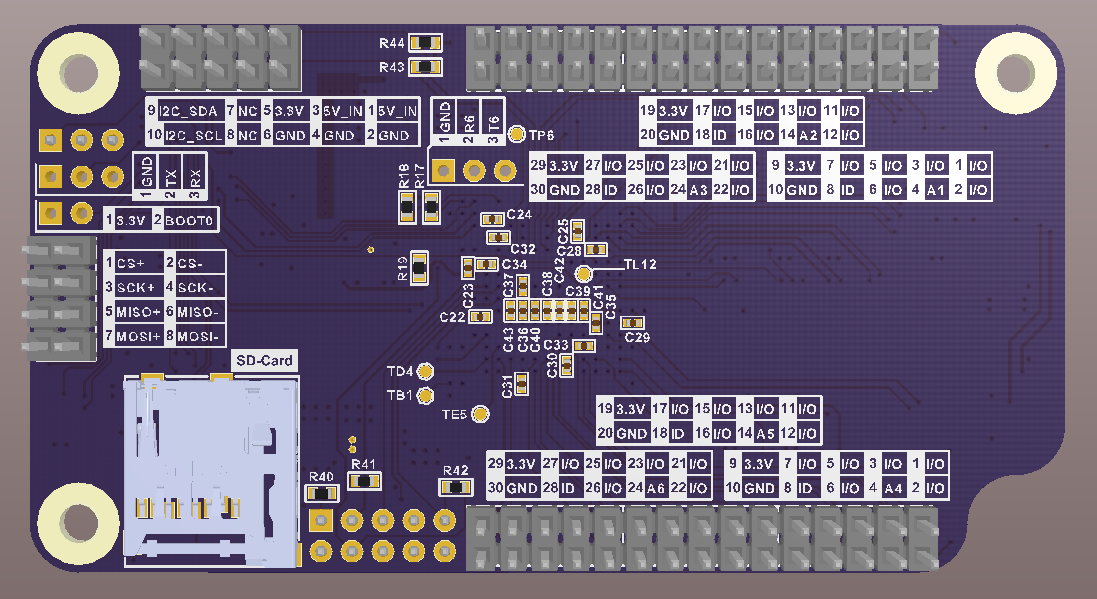 R44
R43
9 I2C_SDA 7 NC 5 3.3V 3 5V_IN 1 5V_IN
10 I2C_SCL 8 NC 6 GND 4 GND 2 GND
1 GND
2 R6
3 T6
TP6
19 3.3V 17 I/O 15 I/O 13 I/O 11 I/O
20 GND 18 ID 16 I/O 14 A2 12 I/O
29 3.3V 27 I/O 25 I/O 23 I/O 21 I/O
30 GND 28 ID 26 I/O 24 A3 22 I/O
9 3.3V 7 I/O 5 I/O 3 I/O 1 I/O
10 GND 8 ID 6 I/O 4 A1 2 I/O
1 GND
2 TX
3 RX
R18
R17
1 3.3V 2 BOOT0
C24
C32
C25
C28
C42
R19
C34
C23
C37
C38
C39
TL12
C41
C35
1 CS+ 2 CS-
3 SCK+ 4 SCK-
5 MISO+ 6 MISO-
7 MOSI+ 8 MOSI-
C22
C43
C36
C40
C33
C30
C29
C31
SD-Card
TD4
TB1
TE5
19 3.3V 17 I/O 15 I/O 13 I/O 11 I/O
20 GND 18 ID 16 I/O 14 A5 12 I/O
29 3.3V 27 I/O 25 I/O 23 I/O 21 I/O
30 GND 28 ID 26 I/O 24 A6 22 I/O
9 3.3V 7 I/O 5 I/O 3 I/O 1 I/O
10 GND 8 ID 6 I/O 4 A4 2 I/O
R40
R41
R42